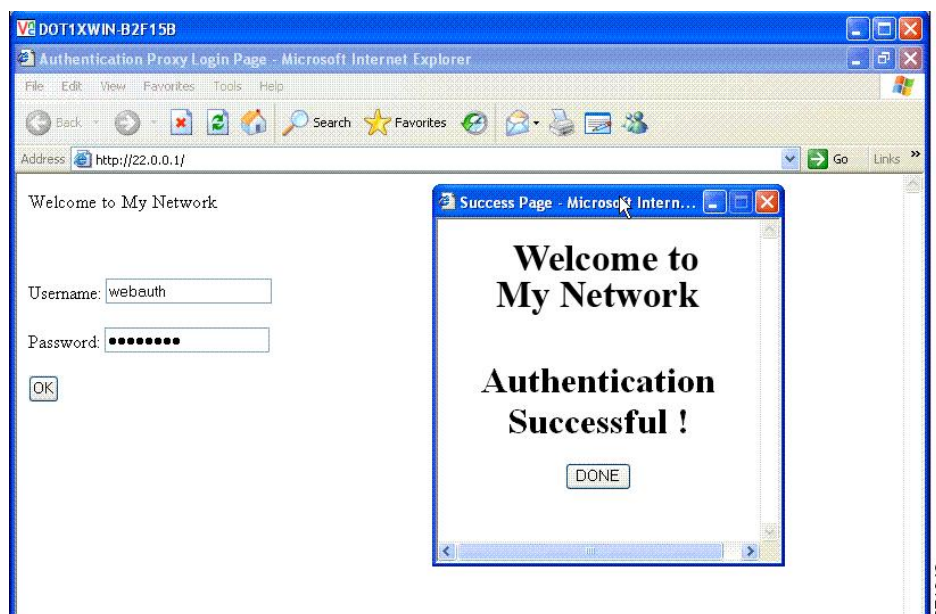 DOT1XWIN-B2F15B
Authentication Proxy Login Page - Microsoft Internet Explorer
File Edit View Favorites Tools Help
Back Search Favorites
Address http://22.0.0.1/ Go Links »
Welcome to My Network
Username: webauth
Password: ••••••••
OK
Success Page - Microsoft Intern...
Welcome to
My Network
Authentication
Successful !
DONE